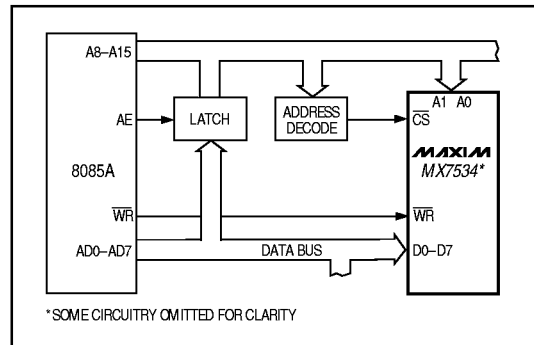 A8–A15
A1 A0
AE
LATCH
ADDRESS
DECODE
CS
8085A
MAXIM
MX7534*
WR
WR
AD0–AD7
DATA BUS
D0–D7
*SOME CIRCUITRY OMITTED FOR CLARITY